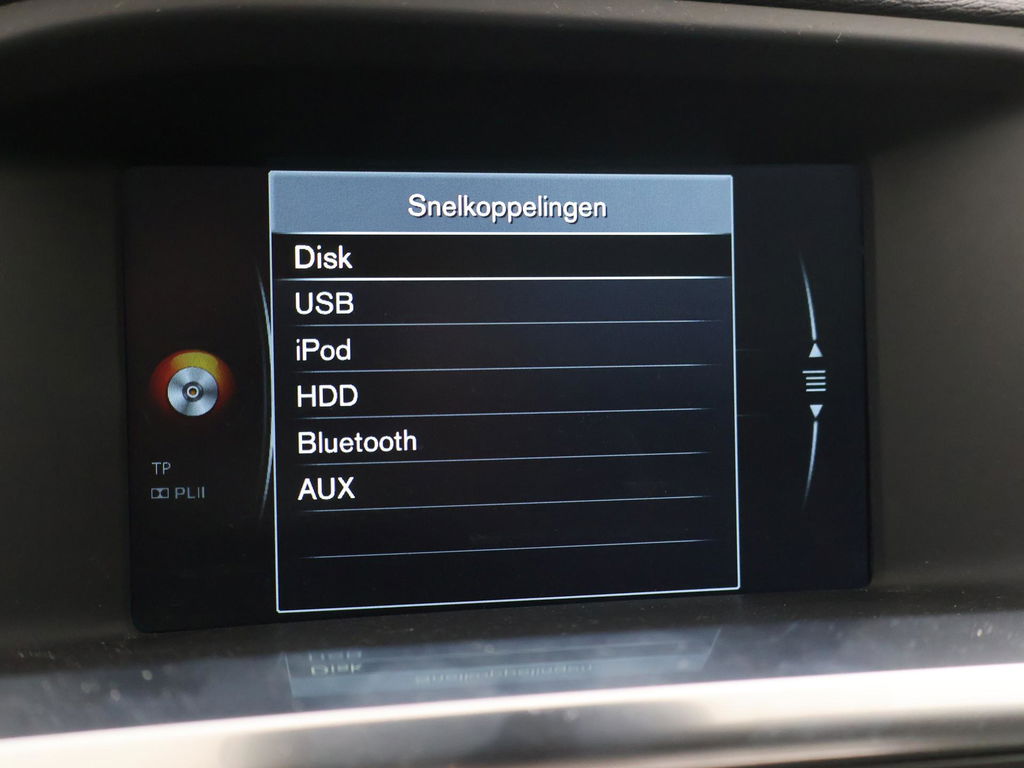 Snelkoppelingen
Disk
USB
iPod
HDD
Bluetooth
AUX
TP
PLII